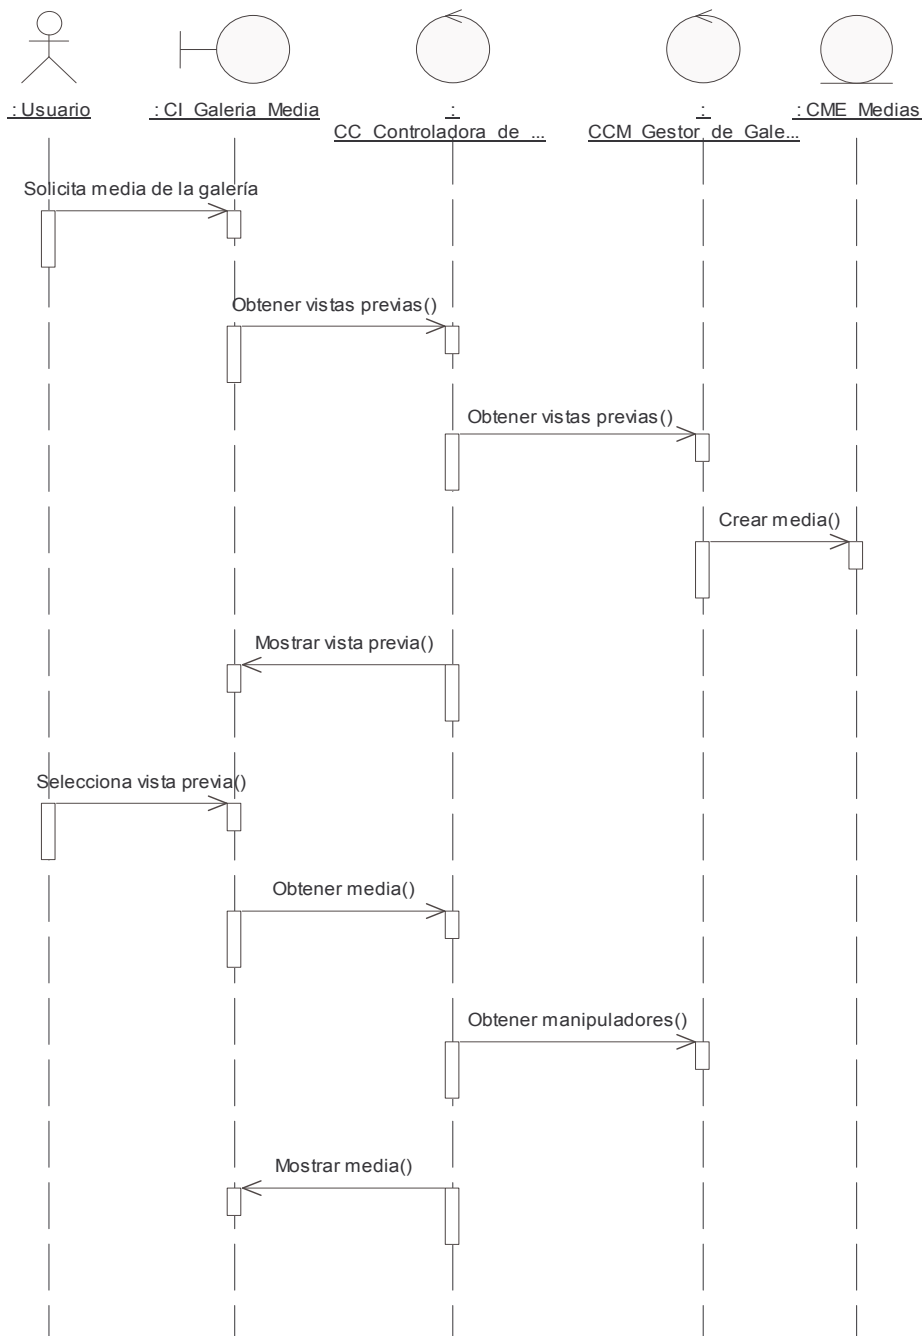 : Usuario
: CI_Galeria_Media
:
CC_Controladora_de_...
:
CCM_Gestor_de_Gale...
: CME_Medias
Solicita media de la galería
Obtener vistas previas()
Obtener vistas previas()
Crear media()
Mostrar vista previa()
Selecciona vista previa()
Obtener media()
Obtener manipuladores()
Mostrar media()